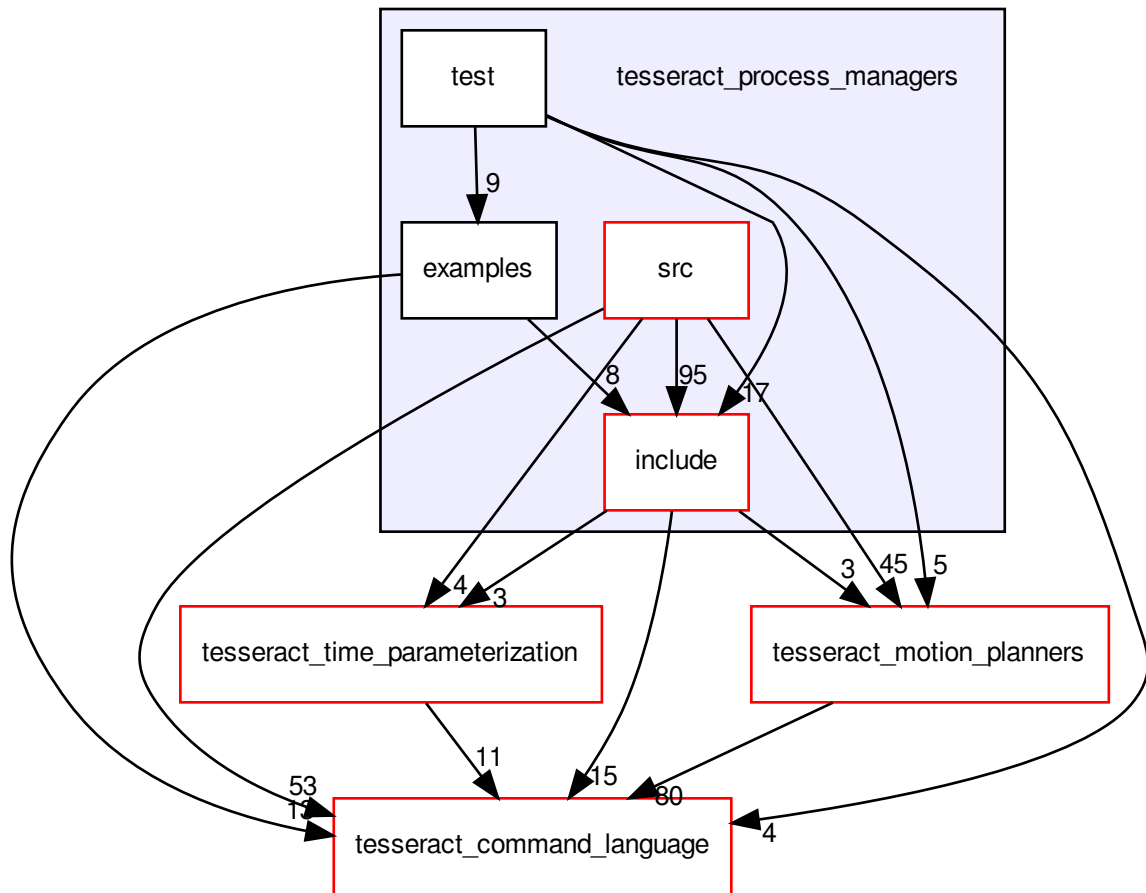 test
tesseract_process_managers
9
examples
src
8
95
17
include
4
3
3
45
5
tesseract_time_parameterization
tesseract_motion_planners
11
15
80
53
13
4
tesseract_command_language